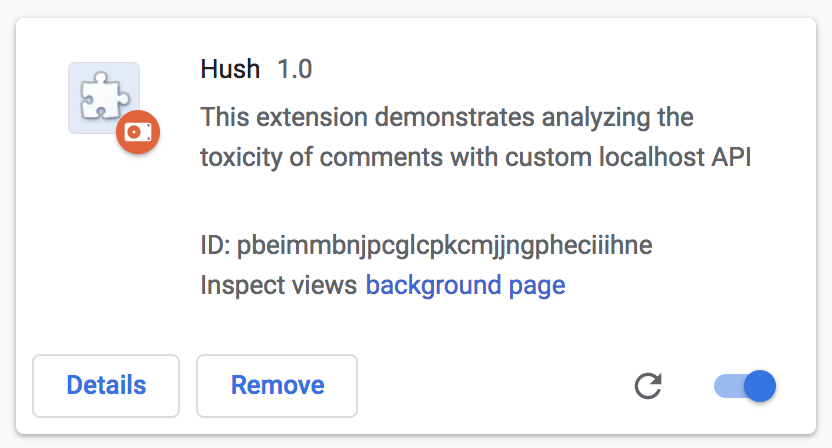 Hush 1.0
This extension demonstrates analyzing the
toxicity of comments with custom localhost API
ID: pbeimmbnjpcglcpkcmjjngpheciiihne
Inspect views background page
Details Remove